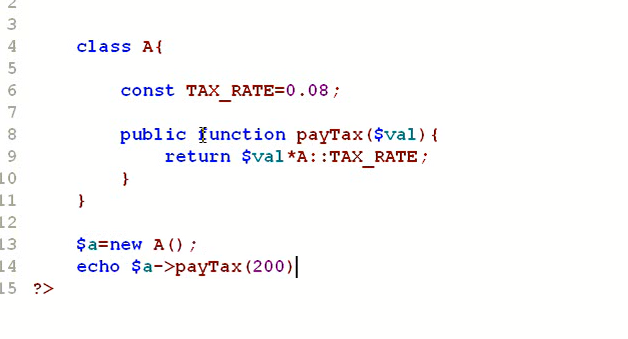 2
3
4 class A{
5
6 const TAX_RATE=0.08;
7
8 public function payTax($val){
9 return $val*A::TAX_RATE;
10 }
11 }
12
13 $a=new A();
14 echo $a->payTax(200)
15 ?>